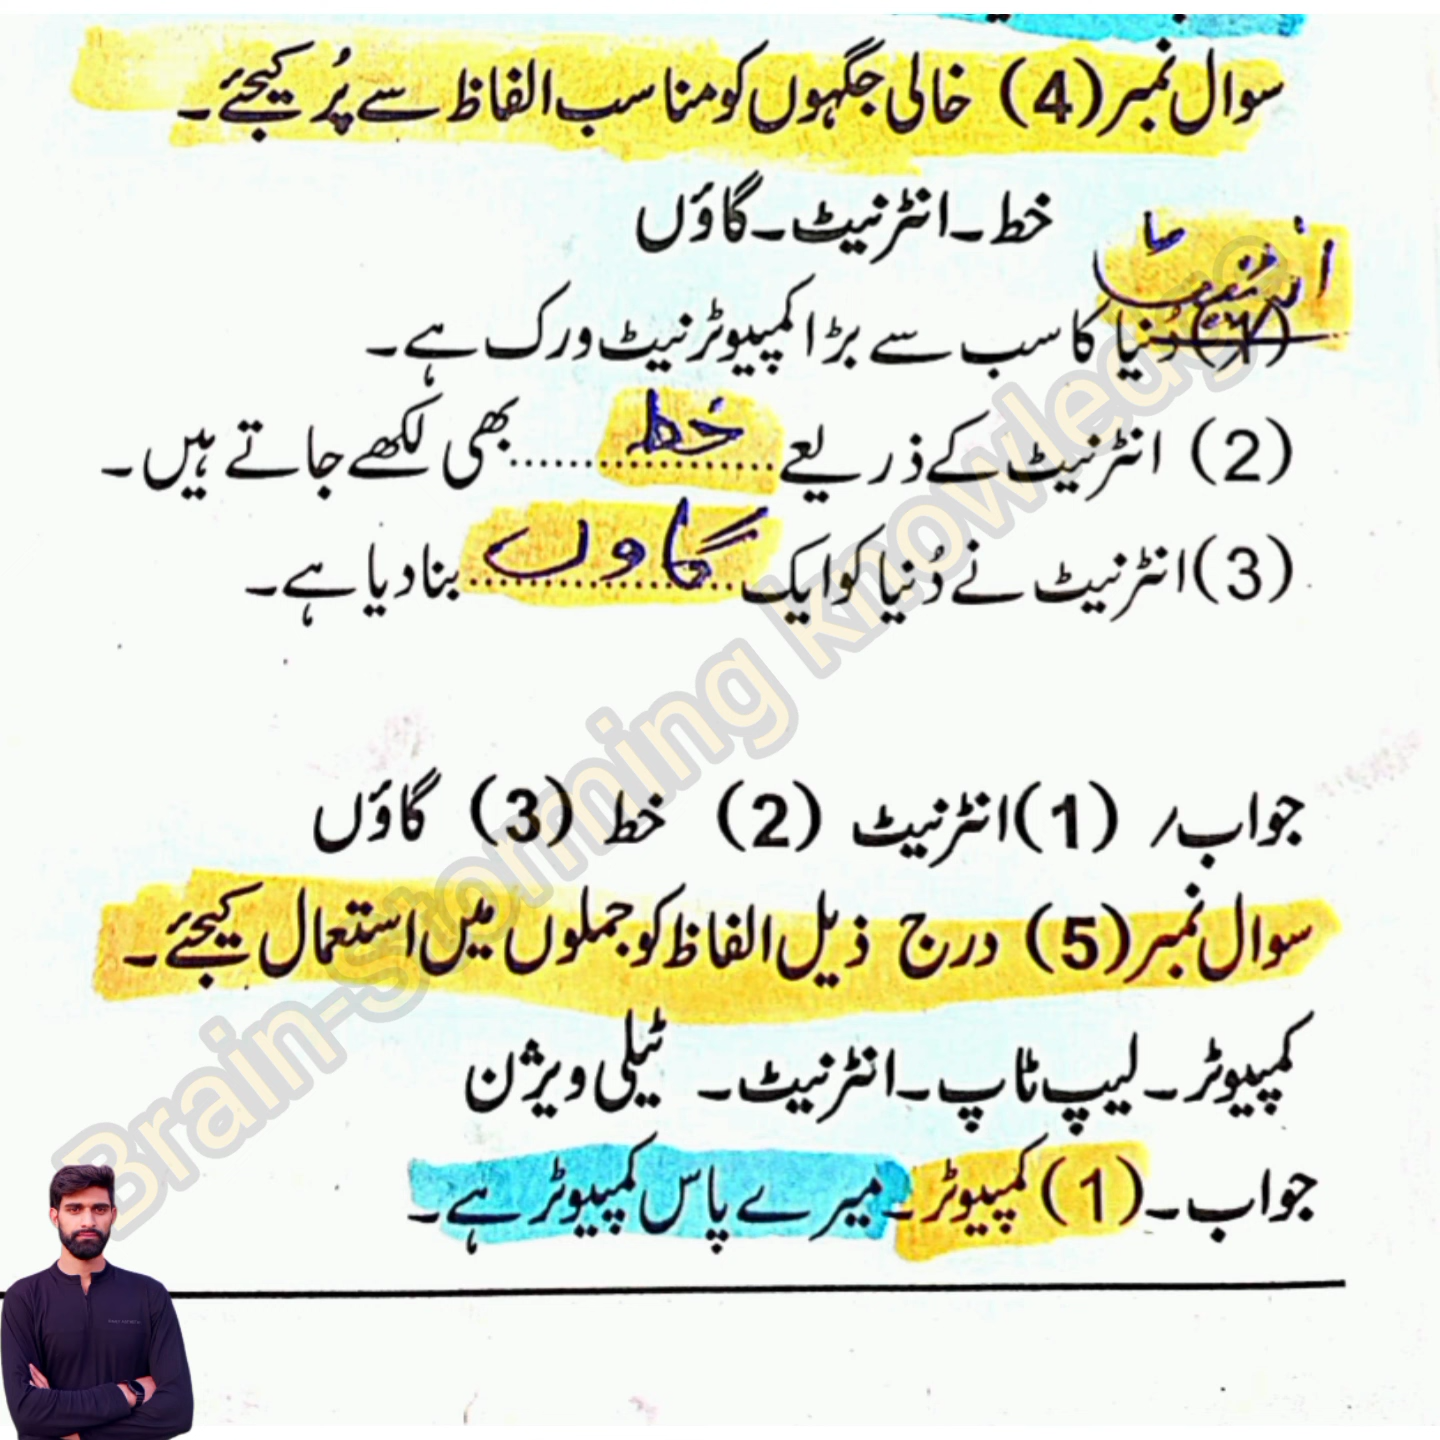 سوال نمبر (4) خالی جگہوں کو مناسب الفاظ سے پُر کیجئے۔
خط۔ انٹرنیٹ۔ گاؤں
انٹرنیٹ
(1) دُنیا کا سب سے بڑا کمپیوٹر نیٹ ورک ہے۔
(2) انٹرنیٹ کے ذریعے خط بھی لکھے جاتے ہیں۔
(3) انٹرنیٹ نے دُنیا کو ایک گاوں بنا دیا ہے۔
جواب؍ (1) انٹرنیٹ (2) خط (3) گاؤں
سوال نمبر (5) درج ذیل الفاظ کو جملوں میں استعمال کیجئے۔
کمپیوٹر۔ لیپ ٹاپ۔ انٹرنیٹ۔ ٹیلی ویژن
جواب۔ (1) کمپیوٹر۔ میرے پاس کمپیوٹر ہے۔
Brain-storming knowledge